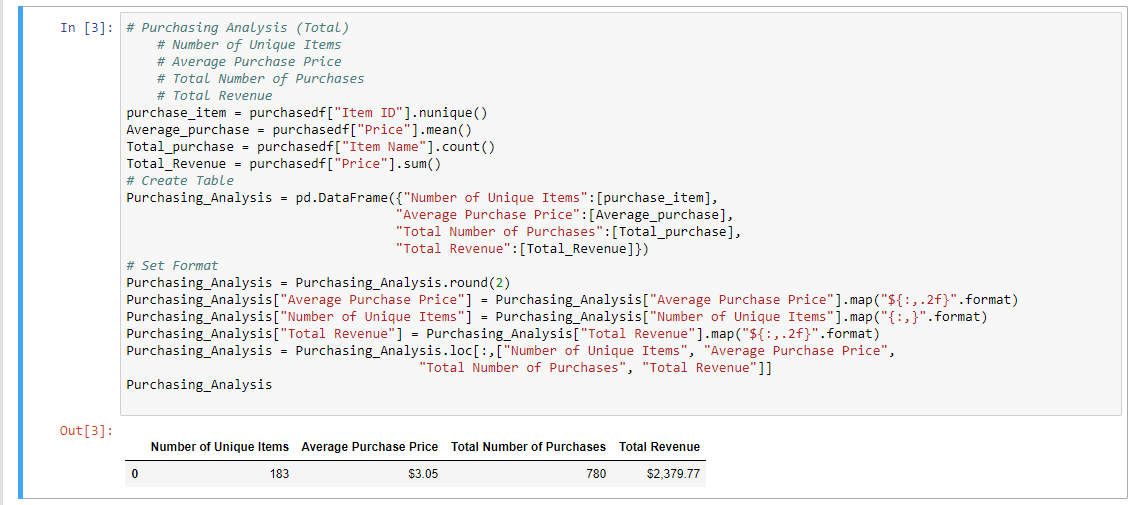 In [3]: # Purchasing Analysis (Total)
# Number of Unique Items
# Average Purchase Price
# Total Number of Purchases
# Total Revenue
purchase_item = purchasedf["Item ID"].nunique()
Average_purchase = purchasedf["Price"].mean()
Total_purchase = purchasedf["Item Name"].count()
Total_Revenue = purchasedf["Price"].sum()
# Create Table
Purchasing_Analysis = pd.DataFrame({"Number of Unique Items":[purchase_item],
"Average Purchase Price":[Average_purchase],
"Total Number of Purchases":[Total_purchase],
"Total Revenue":[Total_Revenue]})
# Set Format
Purchasing_Analysis = Purchasing_Analysis.round(2)
Purchasing_Analysis["Average Purchase Price"] = Purchasing_Analysis["Average Purchase Price"].map("${:,.2f}".format)
Purchasing_Analysis["Number of Unique Items"] = Purchasing_Analysis["Number of Unique Items"].map("{:,}".format)
Purchasing_Analysis["Total Revenue"] = Purchasing_Analysis["Total Revenue"].map("${:,.2f}".format)
Purchasing_Analysis = Purchasing_Analysis.loc[:,["Number of Unique Items", "Average Purchase Price",
"Total Number of Purchases", "Total Revenue"]]
Purchasing_Analysis
Out[3]:
Number of Unique Items Average Purchase Price Total Number of Purchases Total Revenue
0 183 $3.05 780 $2,379.77